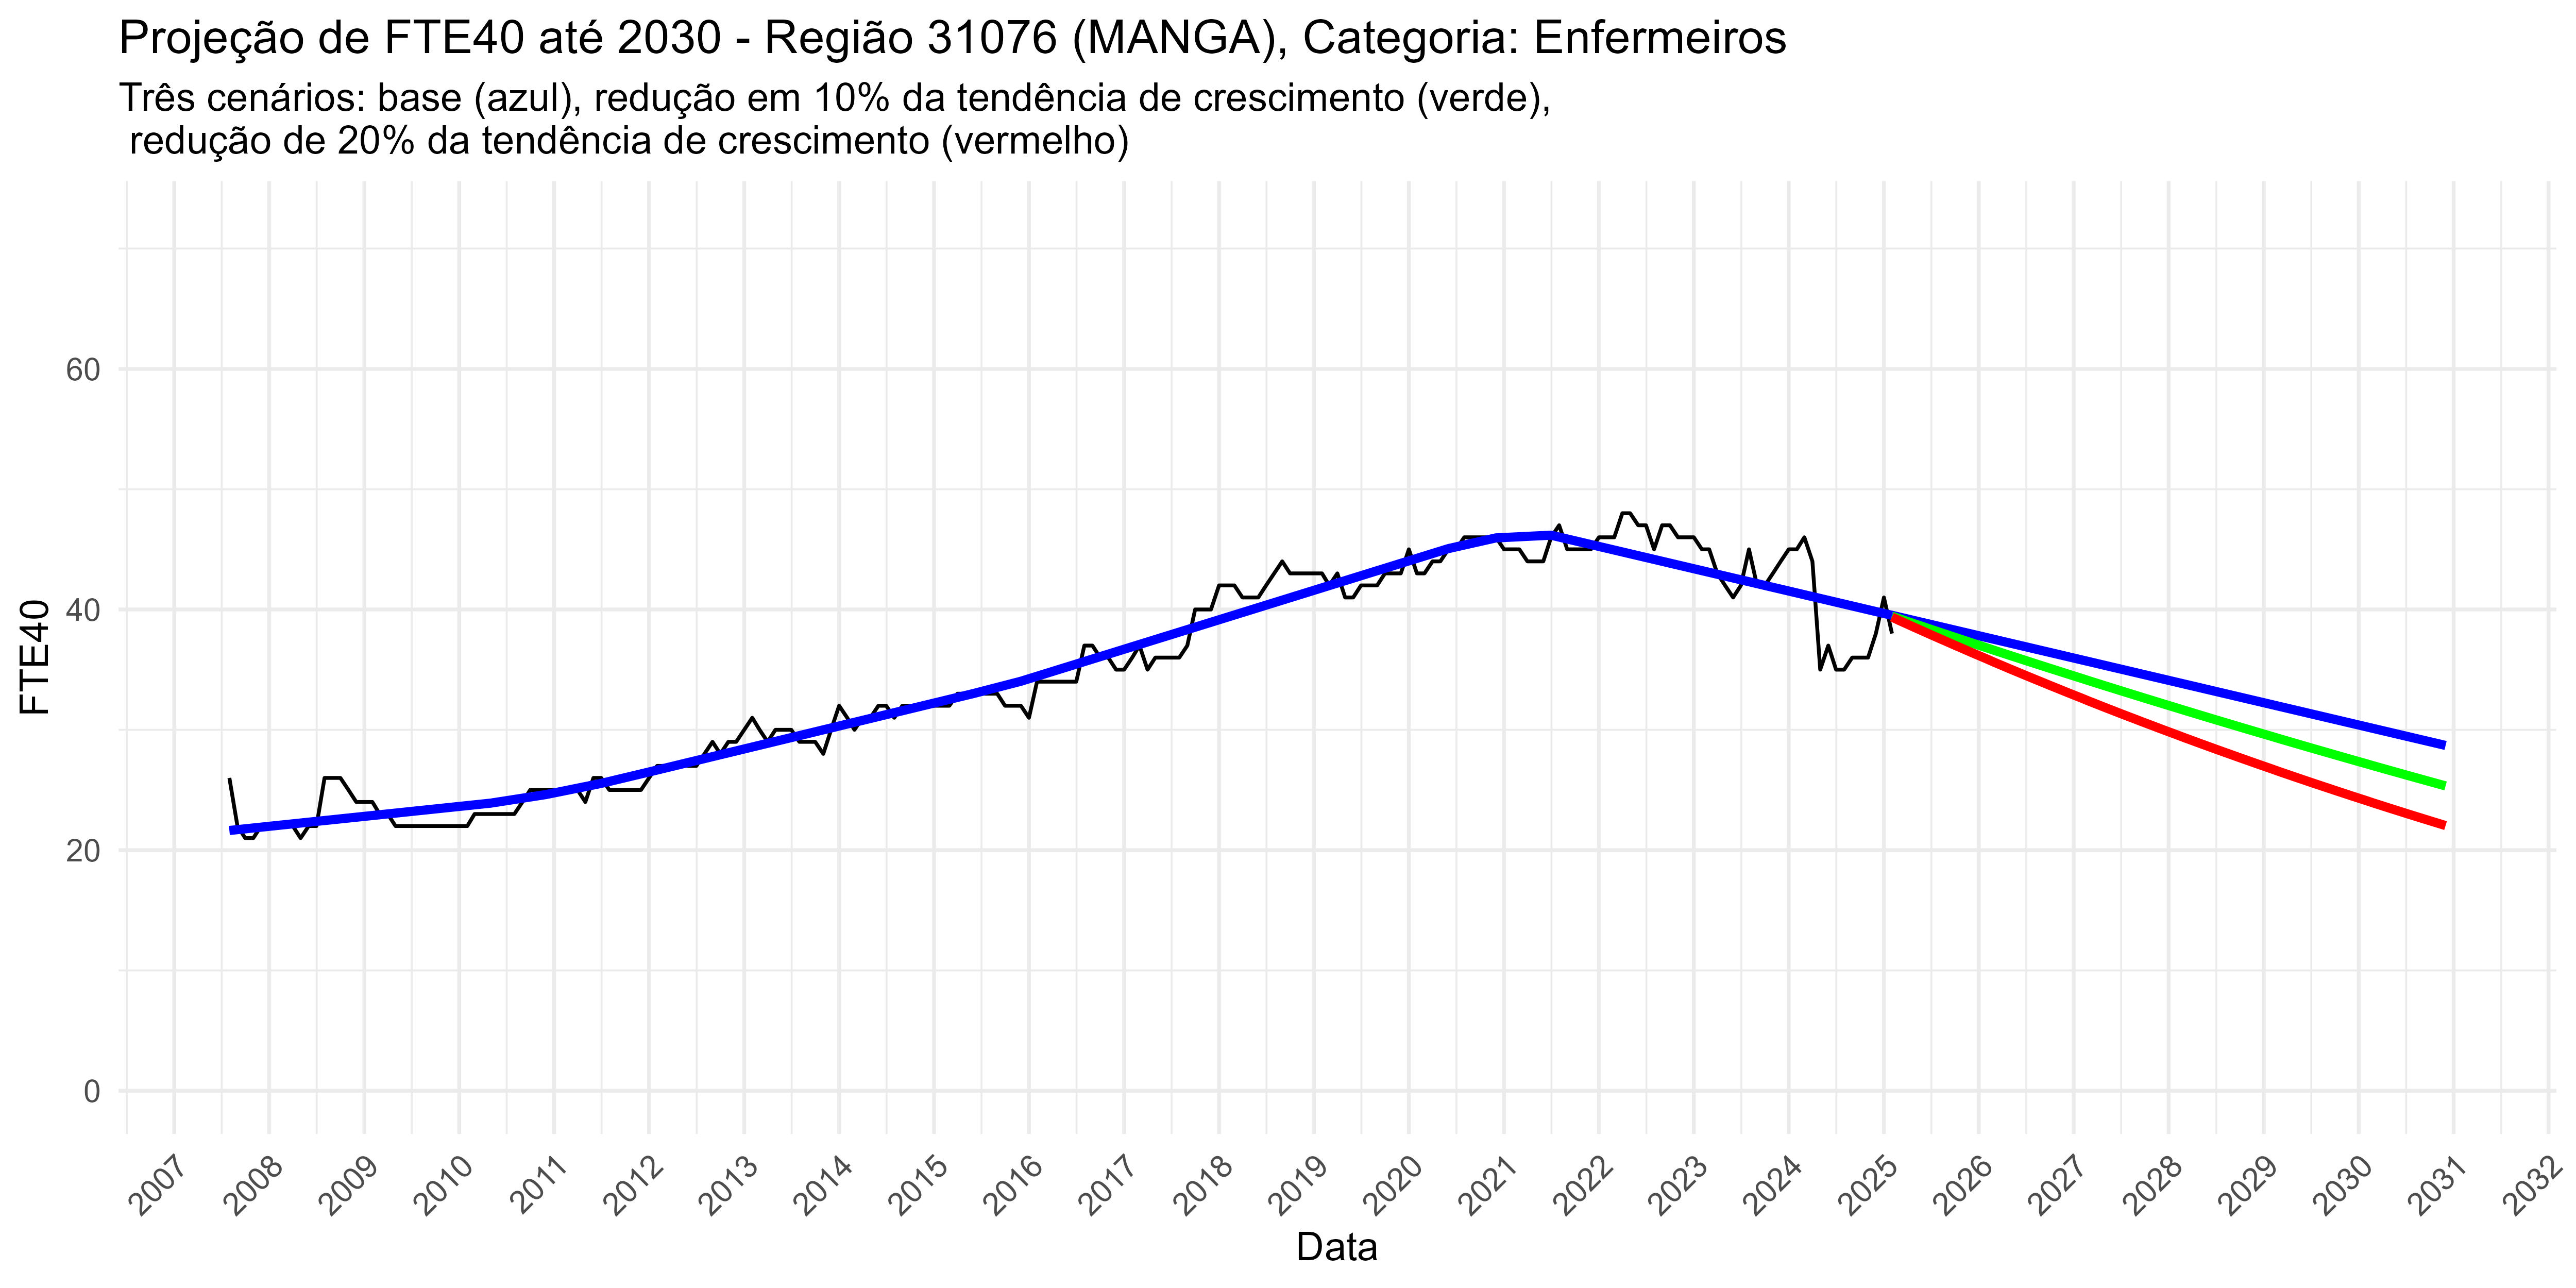 Projeção de FTE40 até 2030 - Região 31076 (MANGA), Categoria: Enfermeiros
Três cenários: base (azul), redução em 10% da tendência de crescimento (verde),
redução de 20% da tendência de crescimento (vermelho)
FTE40
60
40
20
0
2007 2008 2009 2010 2011 2012 2013 2014 2015 2016 2017 2018 2019 2020 2021 2022 2023 2024 2025 2026 2027 2028 2029 2030 2031 2032
Data